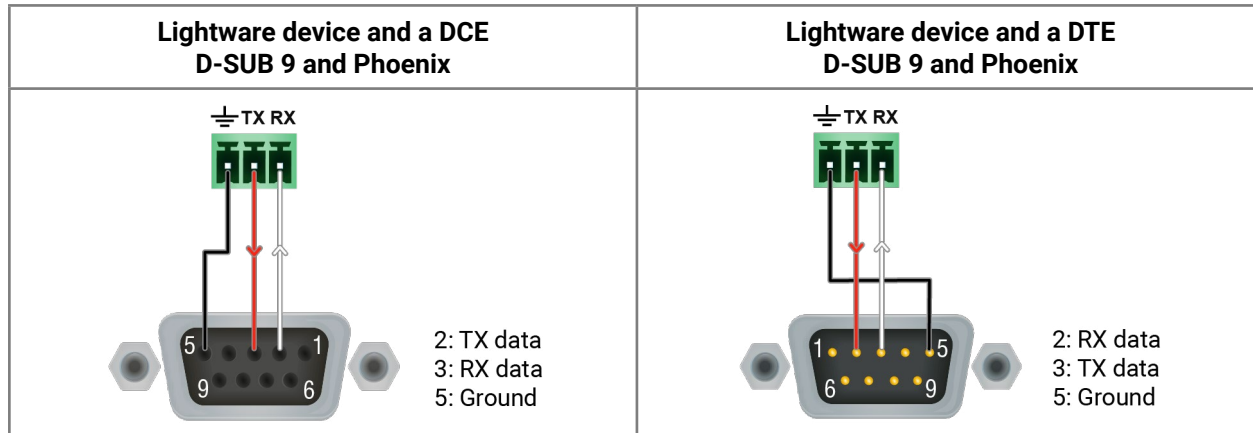 Lightware device and a DCE
D-SUB 9 and Phoenix
Lightware device and a DTE
D-SUB 9 and Phoenix
TX RX
5 1
9 6
2: TX data
3: RX data
5: Ground
TX RX
1 5
6 9
2: RX data
3: TX data
5: Ground